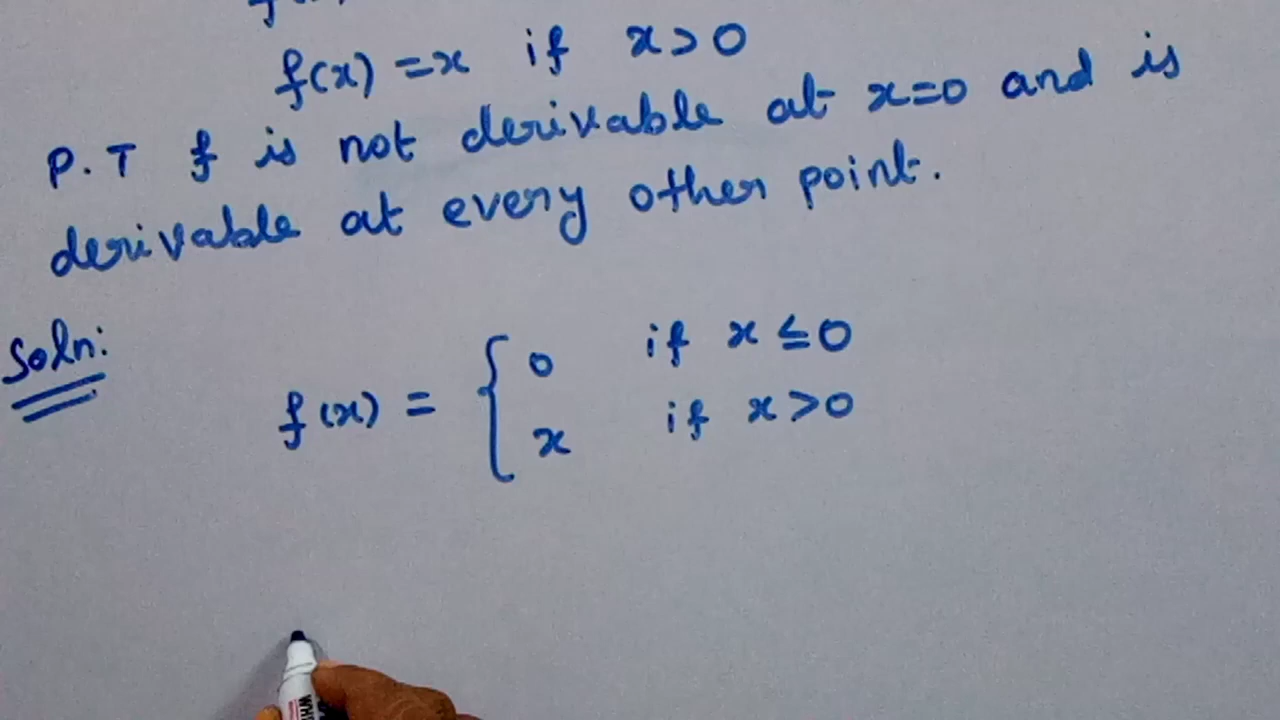 f(x) = x if x > 0
P.T f is not derivable at x=0 and is
derivable at every other point.
Soln:
f(x) = { 0 if x ≤ 0
x if x > 0